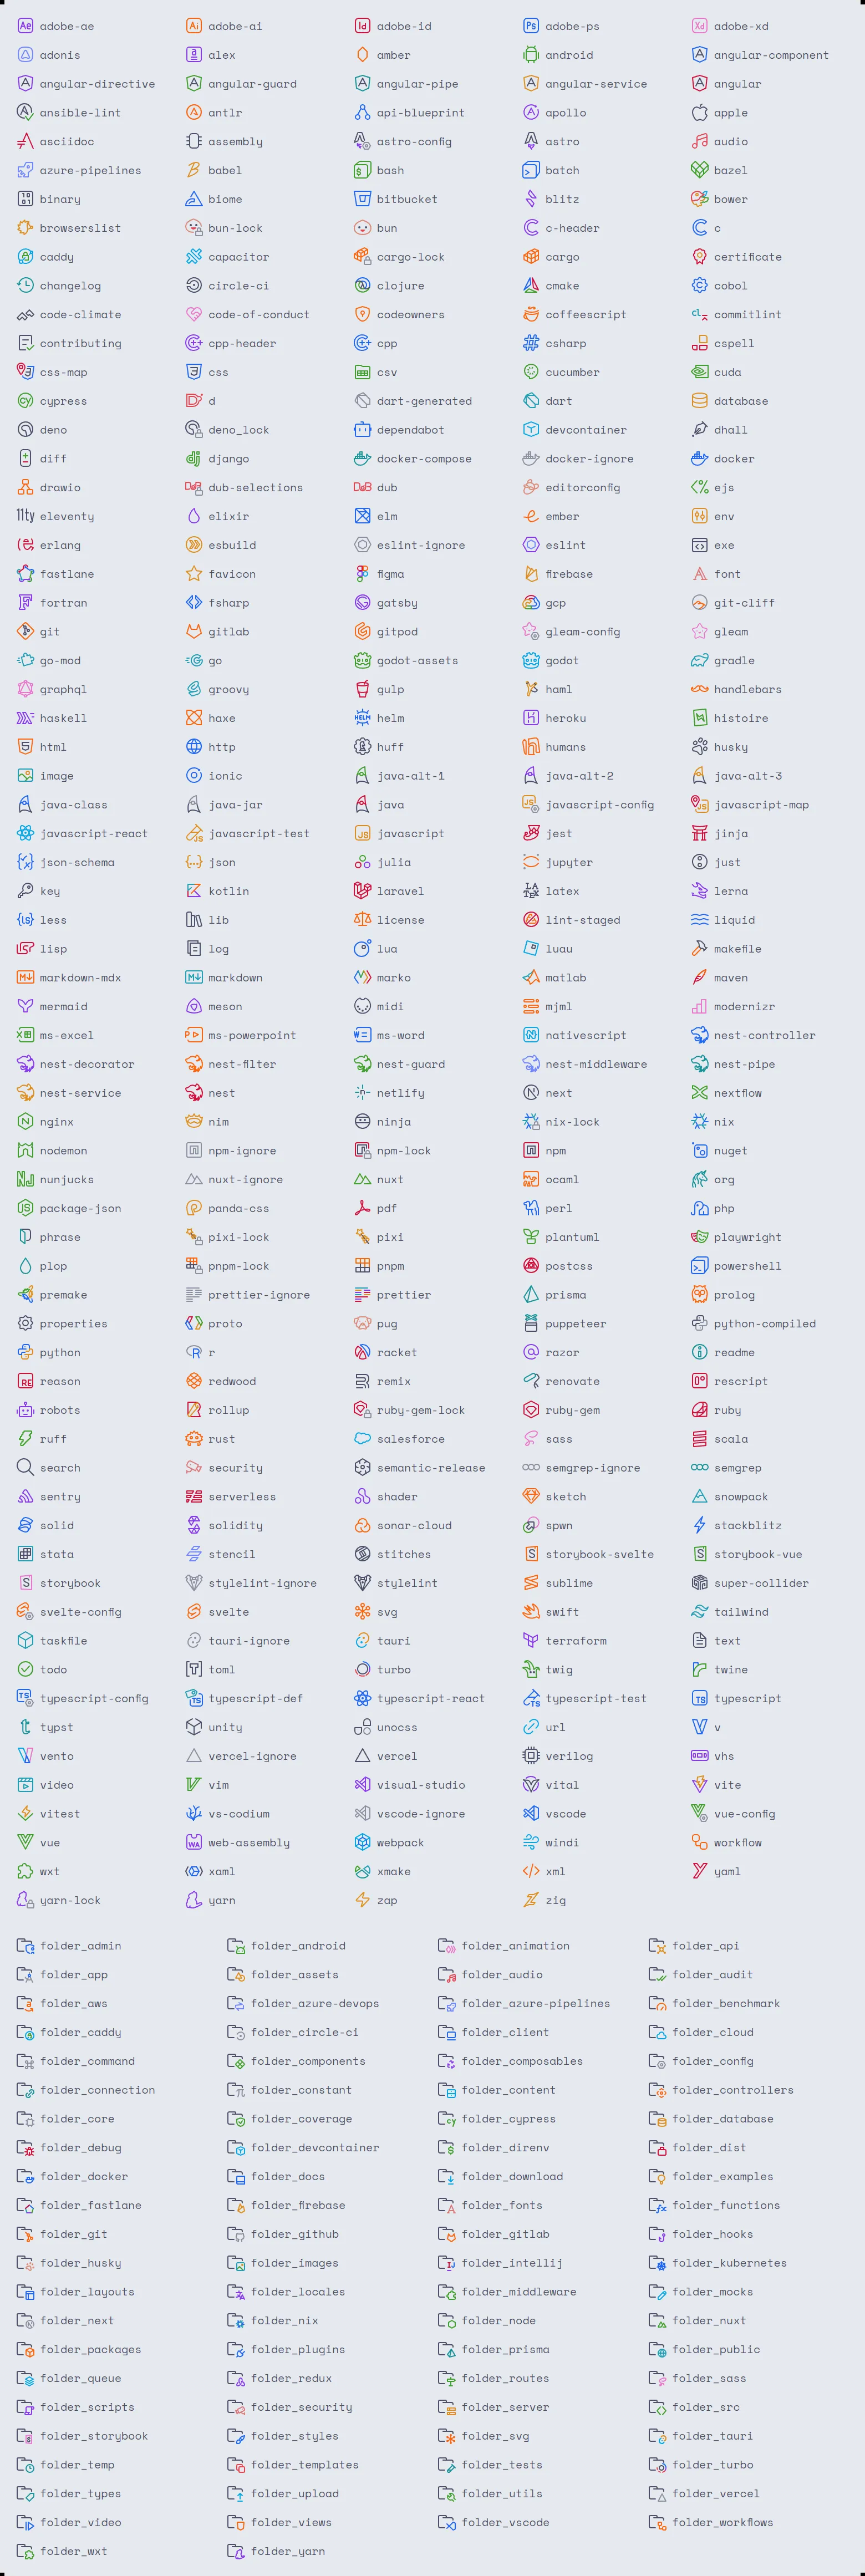 adobe-ae adobe-ai adobe-id adobe-ps adobe-xd
adonis alex amber android angular-component
angular-directive angular-guard angular-pipe angular-service angular
ansible-lint antlr api-blueprint apollo apple
asciidoc assembly astro-config astro audio
azure-pipelines babel bash batch bazel
binary biome bitbucket blitz bower
browserslist bun-lock bun c-header c
caddy capacitor cargo-lock cargo certificate
changelog circle-ci clojure cmake cobol
code-climate code-of-conduct codeowners coffeescript commitlint
contributing cpp-header cpp csharp cspell
css-map css csv cucumber cuda
cypress d dart-generated dart database
deno deno_lock dependabot devcontainer dhall
diff django docker-compose docker-ignore docker
drawio dub-selections dub editorconfig ejs
eleventy elixir elm ember env
erlang esbuild eslint-ignore eslint exe
fastlane favicon figma firebase font
fortran fsharp gatsby gcp git-cliff
git gitlab gitpod gleam-config gleam
go-mod go godot-assets godot gradle
graphql groovy gulp haml handlebars
haskell haxe helm heroku histoire
html http huff humans husky
image ionic java-alt-1 java-alt-2 java-alt-3
java-class java-jar java javascript-config javascript-map
javascript-react javascript-test javascript jest jinja
json-schema json julia jupyter just
key kotlin laravel latex lerna
less lib license lint-staged liquid
lisp log lua luau makefile
markdown-mdx markdown marko matlab maven
mermaid meson midi mjml modernizr
ms-excel ms-powerpoint ms-word nativescript nest-controller
nest-decorator nest-filter nest-guard nest-middleware nest-pipe
nest-service nest netlify next nextflow
nginx nim ninja nix-lock nix
nodemon npm-ignore npm-lock npm nuget
nunjucks nuxt-ignore nuxt ocaml org
package-json panda-css pdf perl php
phrase pixi-lock pixi plantuml playwright
plop pnpm-lock pnpm postcss powershell
premake prettier-ignore prettier prisma prolog
properties proto pug puppeteer python-compiled
python r racket razor readme
reason redwood remix renovate rescript
robots rollup ruby-gem-lock ruby-gem ruby
ruff rust salesforce sass scala
search security semantic-release semgrep-ignore semgrep
sentry serverless shader sketch snowpack
solid solidity sonar-cloud spwn stackblitz
stata stencil stitches storybook-svelte storybook-vue
storybook stylelint-ignore stylelint sublime super-collider
svelte-config svelte svg swift tailwind
taskfile tauri-ignore tauri terraform text
todo toml turbo twig twine
typescript-config typescript-def typescript-react typescript-test typescript
typst unity unocss url v
vento vercel-ignore vercel verilog vhs
video vim visual-studio vital vite
vitest vs-codium vscode-ignore vscode vue-config
vue web-assembly webpack windi workflow
wxt xaml xmake xml yaml
yarn-lock yarn zap zig
folder_admin folder_android folder_animation folder_api
folder_app folder_assets folder_audio folder_audit
folder_aws folder_azure-devops folder_azure-pipelines folder_benchmark
folder_caddy folder_circle-ci folder_client folder_cloud
folder_command folder_components folder_composables folder_config
folder_connection folder_constant folder_content folder_controllers
folder_core folder_coverage folder_cypress folder_database
folder_debug folder_devcontainer folder_direnv folder_dist
folder_docker folder_docs folder_download folder_examples
folder_fastlane folder_firebase folder_fonts folder_functions
folder_git folder_github folder_gitlab folder_hooks
folder_husky folder_images folder_intellij folder_kubernetes
folder_layouts folder_locales folder_middleware folder_mocks
folder_next folder_nix folder_node folder_nuxt
folder_packages folder_plugins folder_prisma folder_public
folder_queue folder_redux folder_routes folder_sass
folder_scripts folder_security folder_server folder_src
folder_storybook folder_styles folder_svg folder_tauri
folder_temp folder_templates folder_tests folder_turbo
folder_types folder_upload folder_utils folder_vercel
folder_video folder_views folder_vscode folder_workflows
folder_wxt folder_yarn